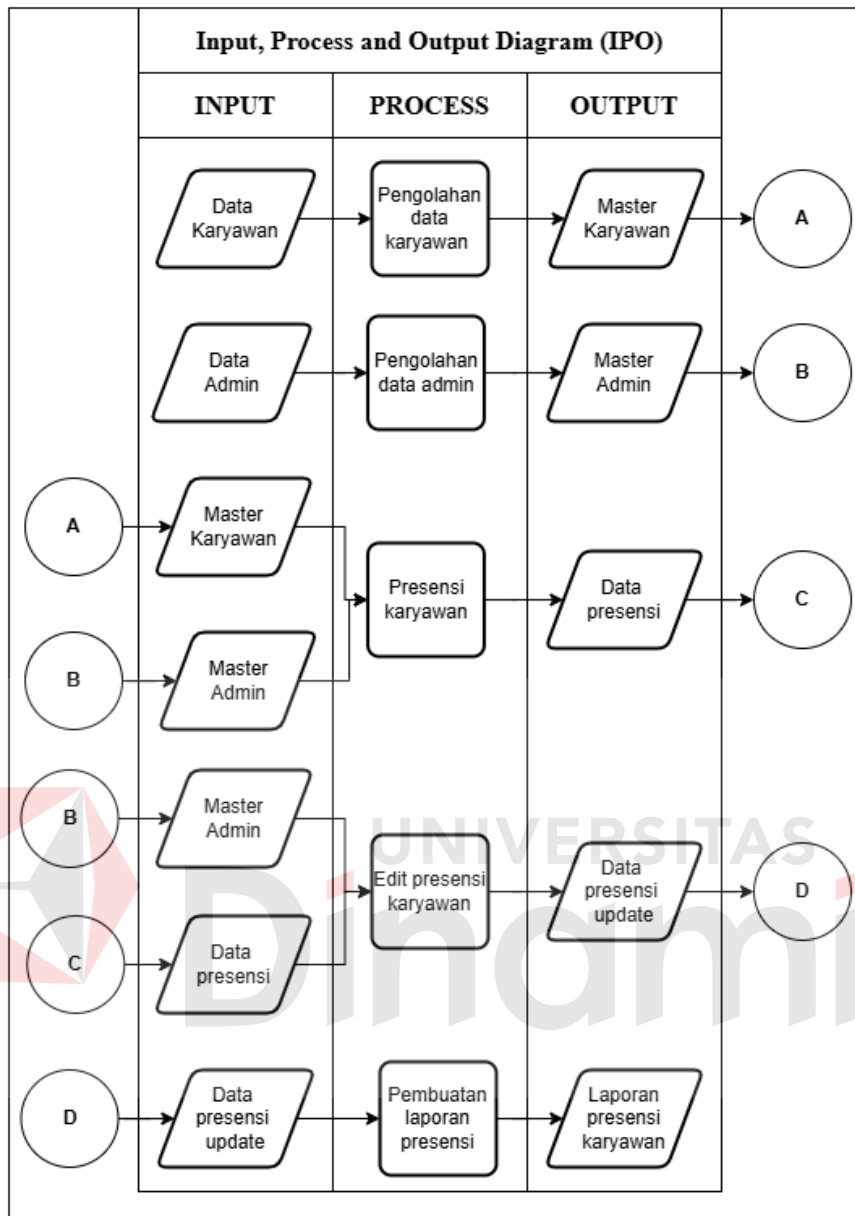 Input, Process and Output Diagram (IPO)
INPUT
PROCESS
OUTPUT
Data
Karyawan
Pengolahan
data
karyawan
Master
Karyawan
A
Data
Admin
Pengolahan
data admin
Master
Admin
B
A
Master
Karyawan
B
Master
Admin
Presensi
karyawan
Data
presensi
C
B
Master
Admin
C
Data
presensi
Edit presensi
karyawan
Data
presensi
update
D
UNIVERSITAS
Dinami
D
Data
presensi
update
Pembuatan
laporan
presensi
Laporan
presensi
karyawan